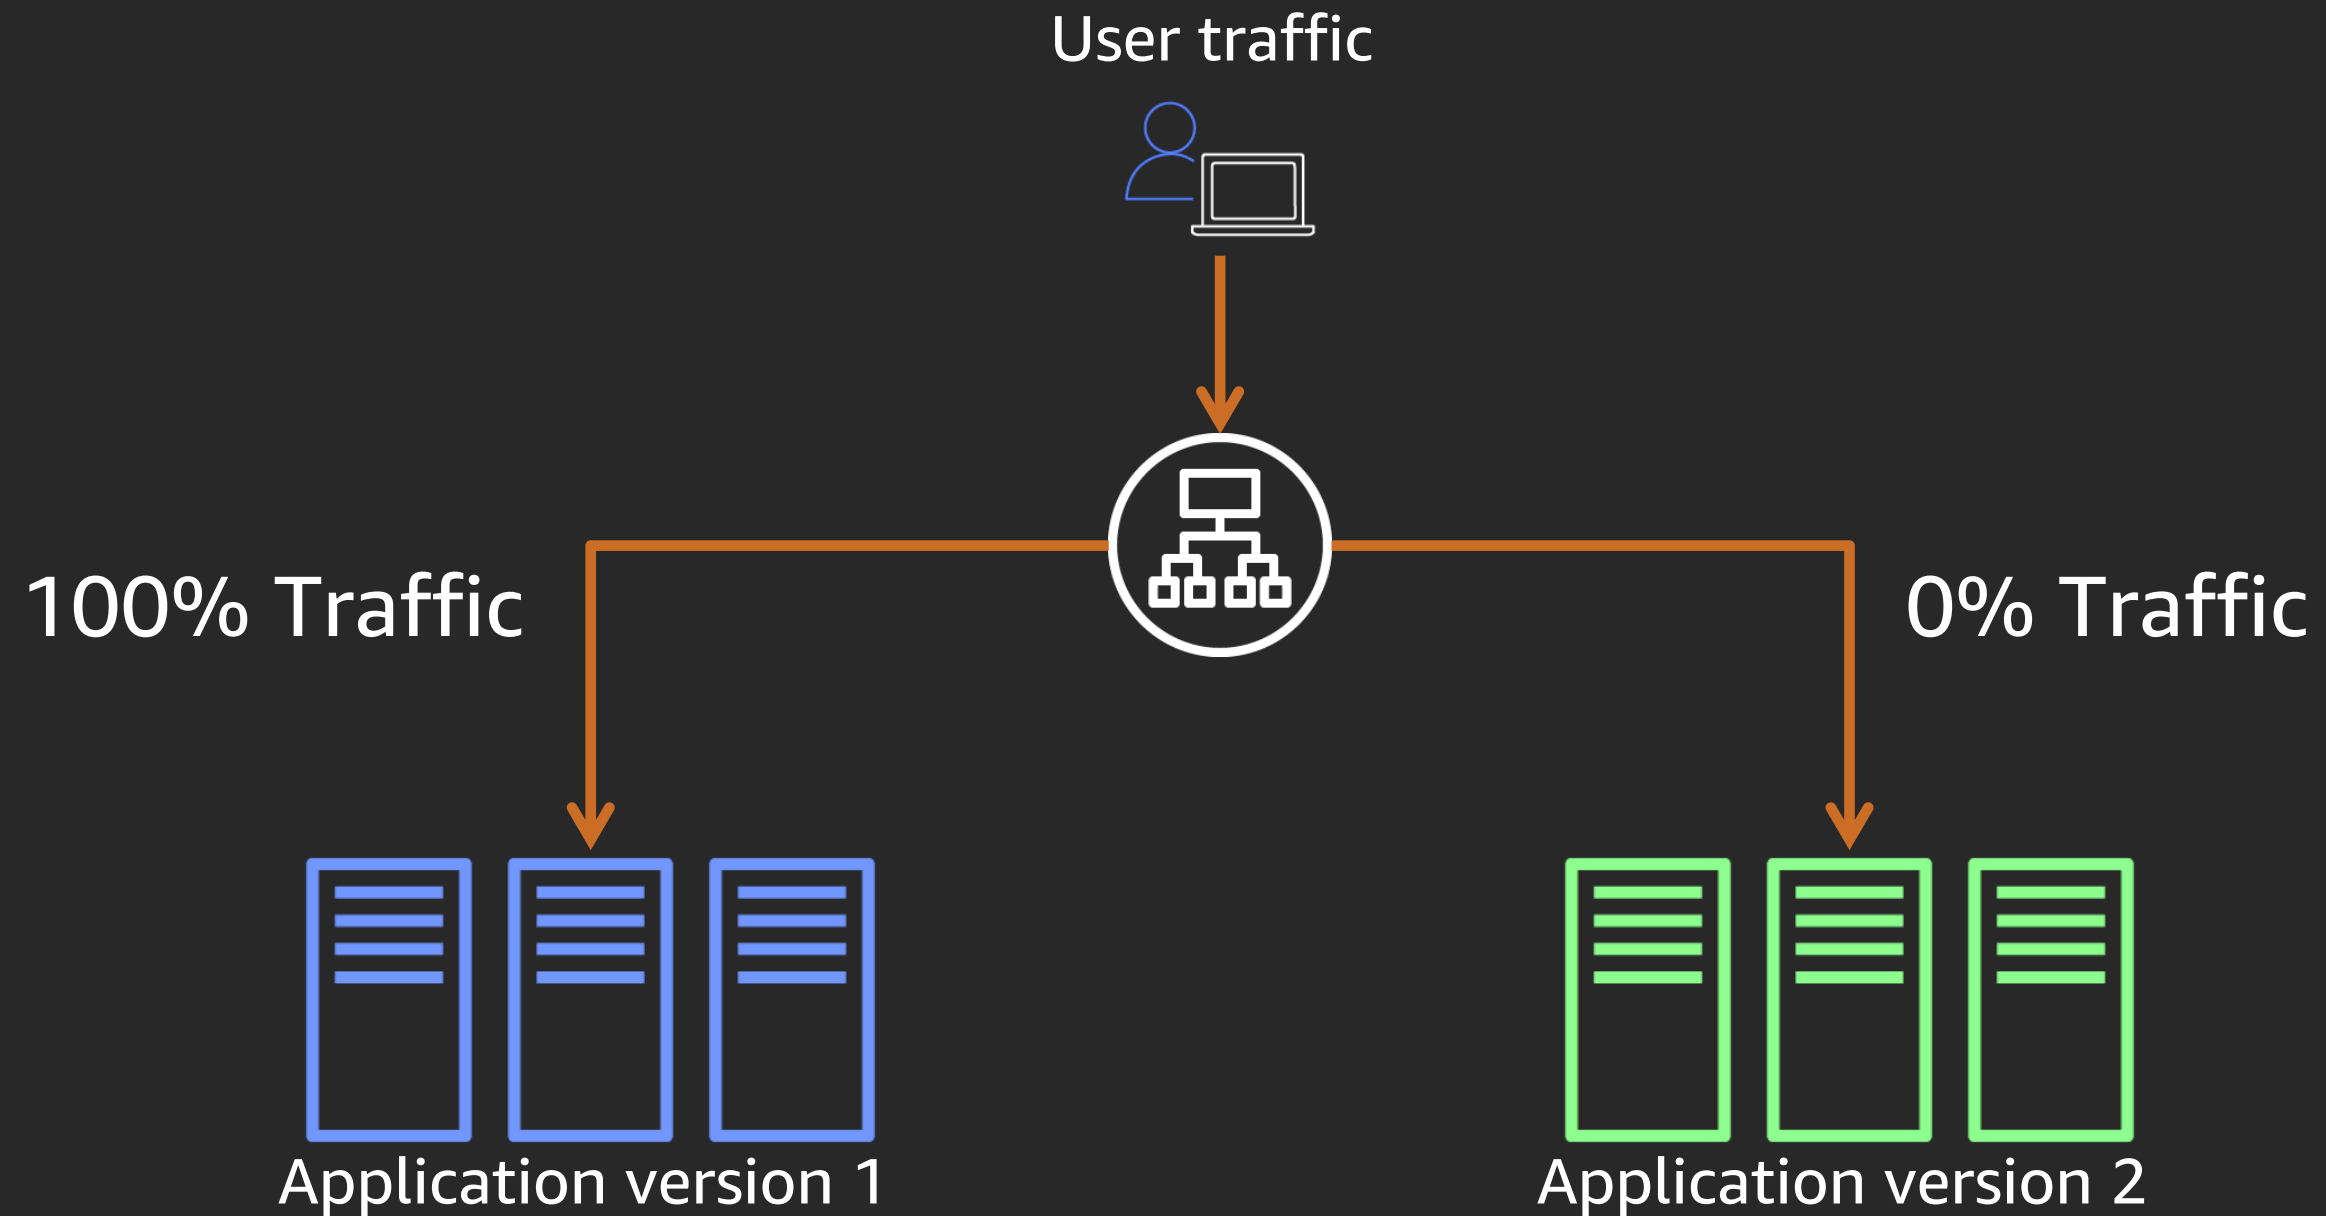 User traffic
100% Traffic
0% Traffic
Application version 1
Application version 2